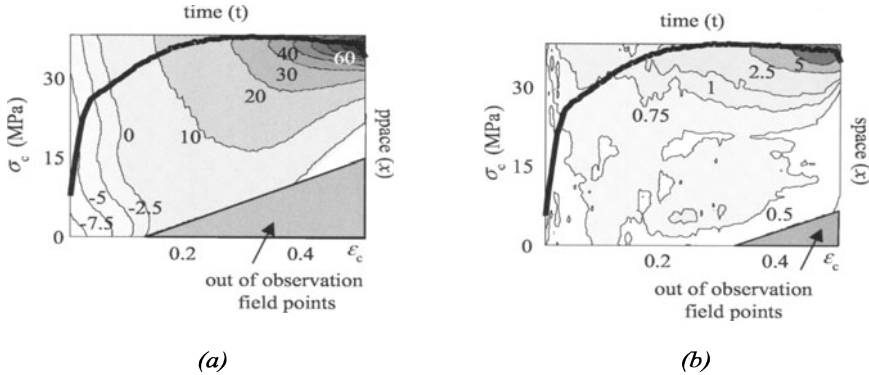 time (t)
σc (MPa)
30
15
0
0.2
0.4
εc
-7.5
-5
-2.5
0
10
20
30
40
60
ppace (x)
out of observation
field points
(a)
time (t)
σc (MPa)
30
15
0
0.2
0.4
εc
0.75
1
2.5
5
0.5
space (x)
out of observation
field points
(b)